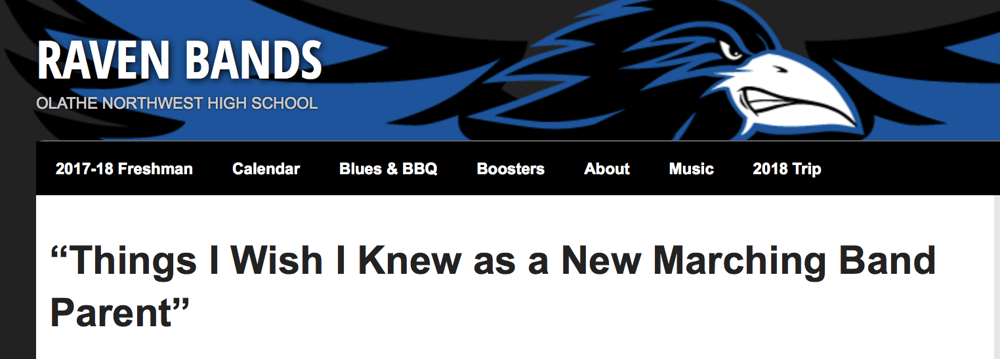 RAVEN BANDS
OLATHE NORTHWEST HIGH SCHOOL
2017-18 Freshman Calendar Blues & BBQ Boosters About Music 2018 Trip
“Things I Wish I Knew as a New Marching Band
Parent”